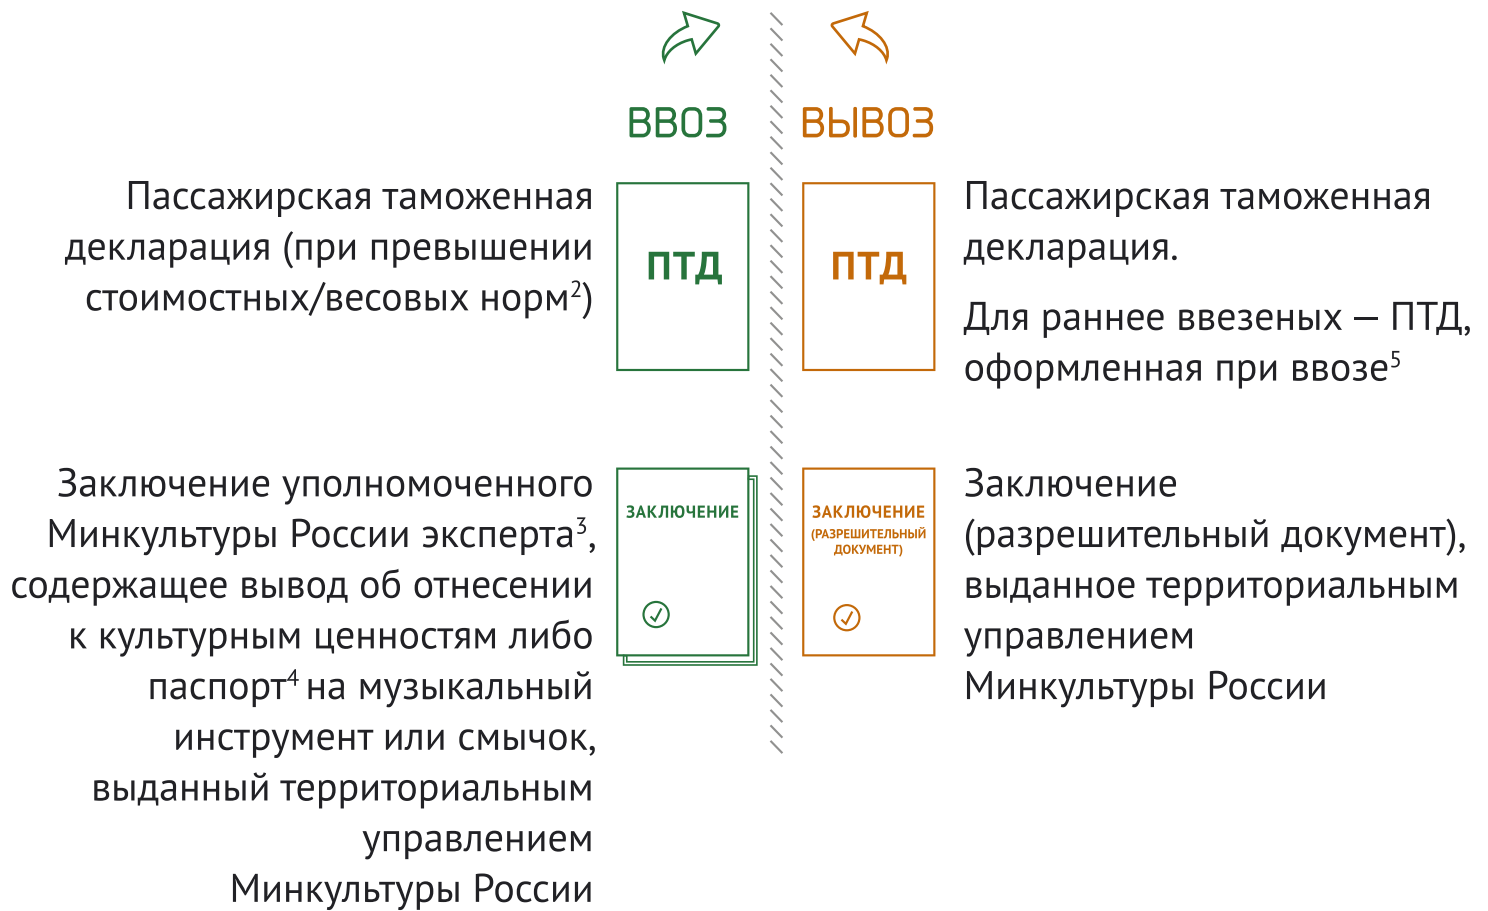 ВВОЗ
ВЫВОЗ
Пассажирская таможенная
декларация (при превышении
стоимостных/весовых норм²)
ПТД
ПТД
Пассажирская таможенная
декларация.
Для раннее ввезеных — ПТД,
оформленная при ввозе⁵
Заключение уполномоченного
Минкультуры России эксперта³,
содержащее вывод об отнесении
к культурным ценностям либо
паспорт⁴ на музыкальный
инструмент или смычок,
выданный территориальным
управлением
Минкультуры России
ЗАКЛЮЧЕНИЕ
ЗАКЛЮЧЕНИЕ
(РАЗРЕШИТЕЛЬНЫЙ
ДОКУМЕНТ)
Заключение
(разрешительный документ),
выданное территориальным
управлением
Минкультуры России